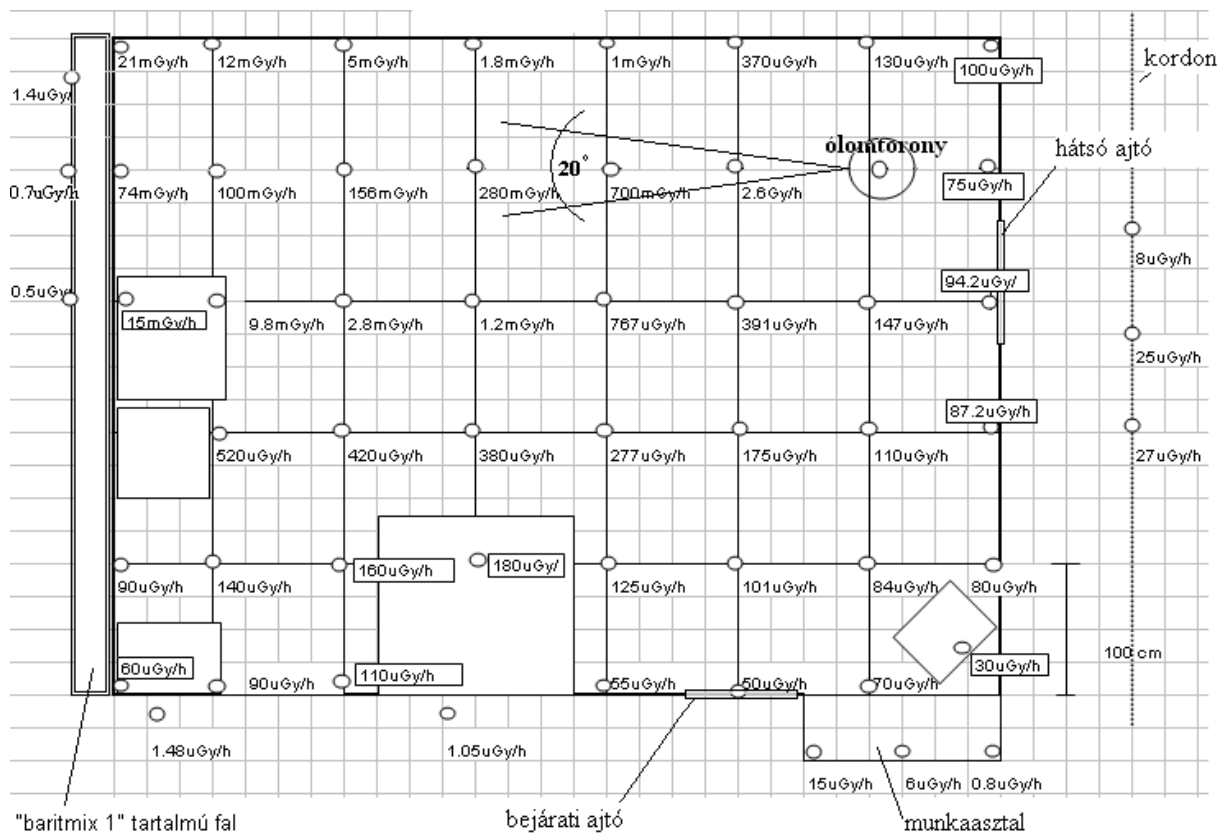 21mGy/h 12mGy/h 5mGy/h 1.8mGy/h 1mGy/h 370uGy/h 130uGy/h 100uGy/h
kordon
1.4uGy/
ólomtorony
hátsó ajtó
20°
0.7uGy/h 74mGy/h 100mGy/h 156mGy/h 280mGy/h 700mGy/h 2.6Gy/h 75uGy/h
8uGy/h
0.5uGy/ 94.2uGy/
15mGy/h 9.8mGy/h 2.8mGy/h 1.2mGy/h 767uGy/h 391uGy/h 147uGy/h
25uGy/h
87.2uGy/h
520uGy/h 420uGy/h 380uGy/h 277uGy/h 175uGy/h 110uGy/h 27uGy/h
160uGy/h 180uGy/
90uGy/h 140uGy/h 125uGy/h 101uGy/h 84uGy/h 80uGy/h
100 cm
60uGy/h 110uGy/h 30uGy/h
90uGy/h 55uGy/h 50uGy/h 70uGy/h
1.48uGy/h 1.05uGy/h
15uGy/h 6uGy/h 0.8uGy/h
"baritmix 1" tartalmú fal bejárati ajtó munkaasztal